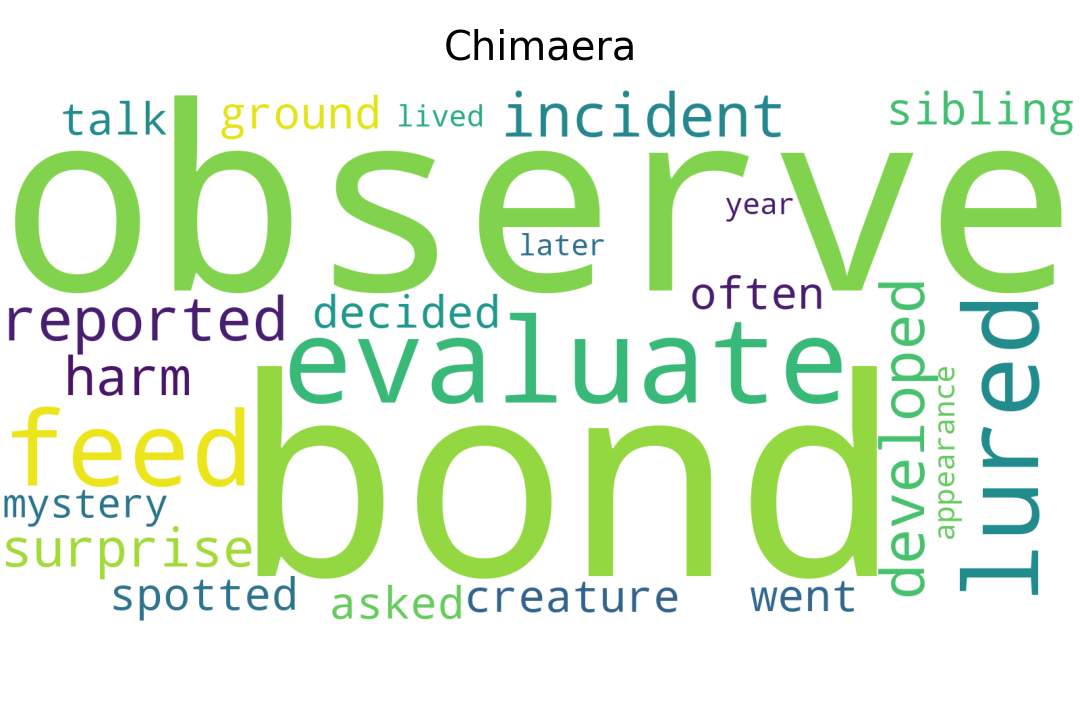 Chimaera
talk
ground
lived
incident
sibling
observe
year
later
reported
decided
often
harm
evaluate
developed
lured
appearance
feed
bond
mystery
surprise
spotted
asked
creature
went